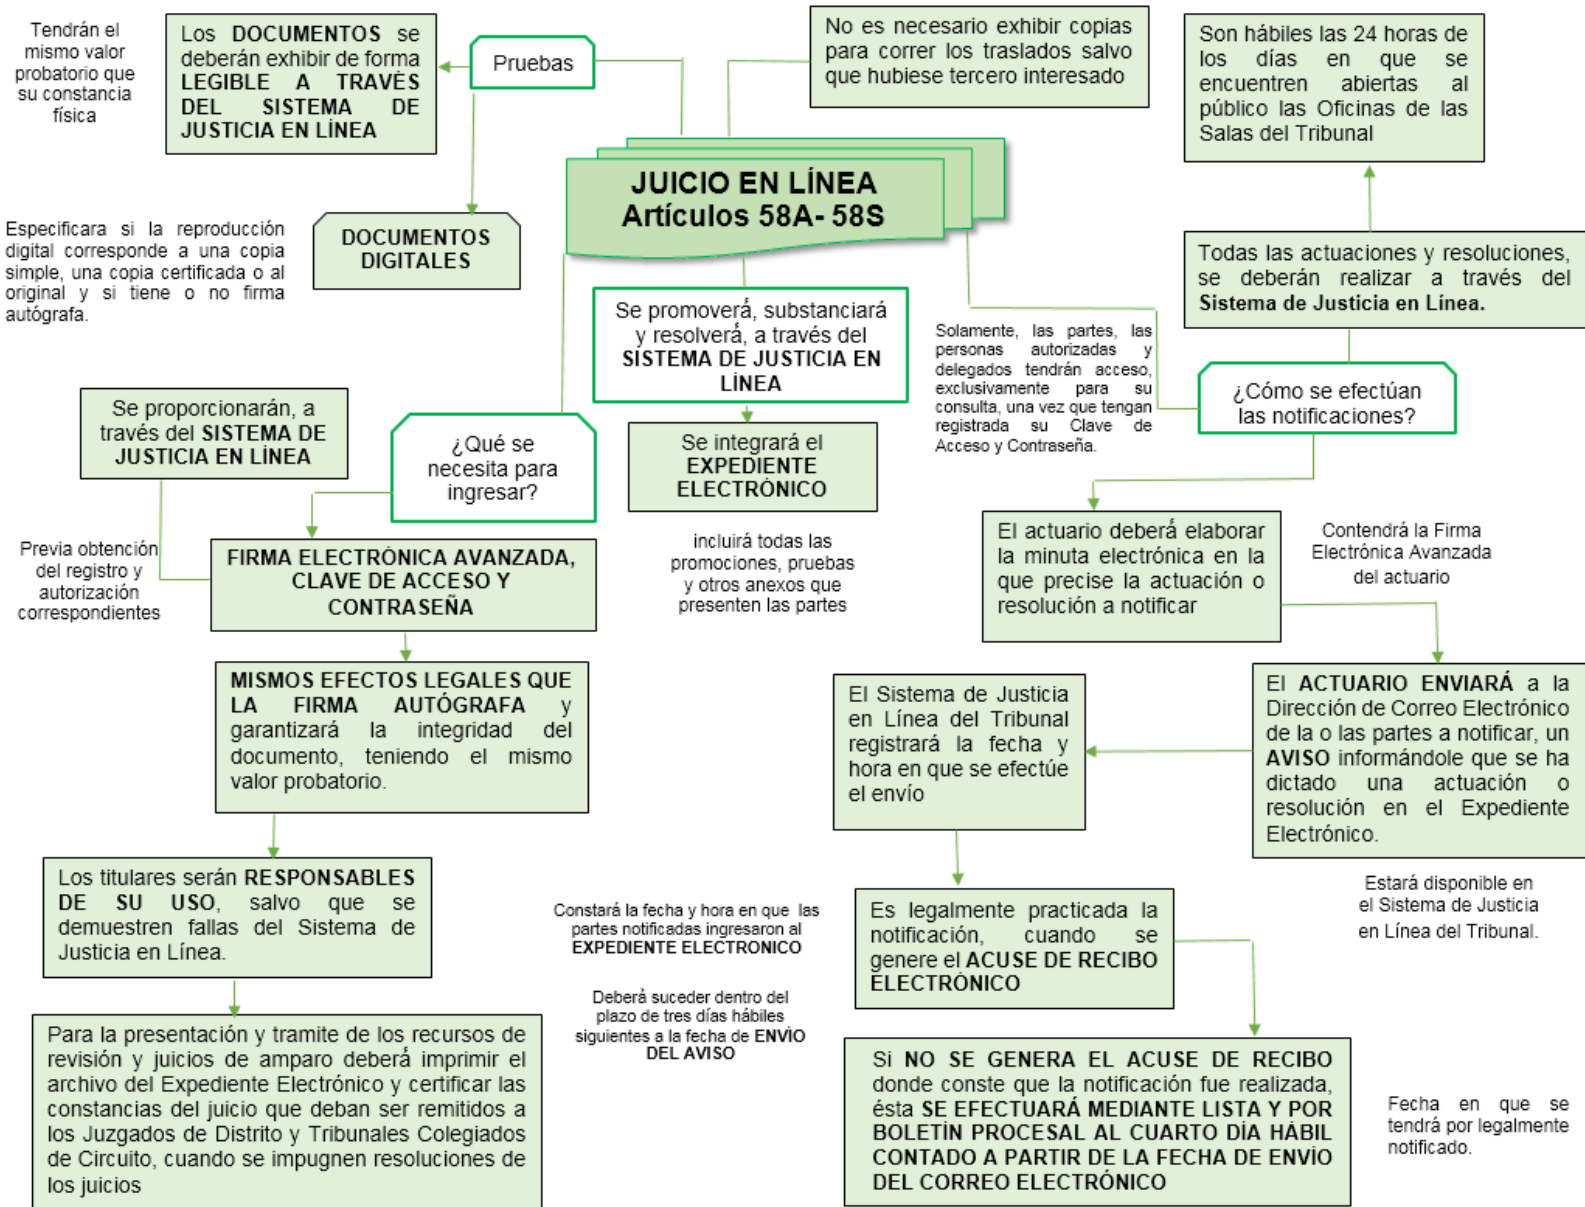 Tendrán el
mismo valor
probatorio que
su constancia
física
Los DOCUMENTOS se
deberán exhibir de forma
LEGIBLE A TRAVÉS
DEL SISTEMA DE
JUSTICIA EN LÍNEA
Pruebas
No es necesario exhibir copias
para correr los traslados salvo
que hubiese tercero interesado
Son hábiles las 24 horas de
los días en que se
encuentren abiertas al
público las Oficinas de las
Salas del Tribunal
JUICIO EN LÍNEA
Artículos 58A- 58S
Especificara si la reproducción
digital corresponde a una copia
simple, una copia certificada o al
original y si tiene o no firma
autógrafa.
DOCUMENTOS
DIGITALES
Se promoverá, substanciará
y resolverá, a través del
SISTEMA DE JUSTICIA EN
LÍNEA
Todas las actuaciones y resoluciones,
se deberán realizar a través del
Sistema de Justicia en Línea.
Solamente, las partes, las
personas autorizadas y
delegados tendrán acceso,
exclusivamente para su
consulta, una vez que tengan
registrada su Clave de
Acceso y Contraseña.
¿Cómo se efectúan
las notificaciones?
Se proporcionarán, a
través del SISTEMA DE
JUSTICIA EN LÍNEA
¿Qué se
necesita para
ingresar?
Se integrará el
EXPEDIENTE
ELECTRÓNICO
Previa obtención
del registro y
autorización
correspondientes
FIRMA ELECTRÓNICA AVANZADA,
CLAVE DE ACCESO Y
CONTRASEÑA
incluirá todas las
promociones, pruebas
y otros anexos que
presenten las partes
El actuario deberá elaborar
la minuta electrónica en la
que precise la actuación o
resolución a notificar
Contendrá la Firma
Electrónica Avanzada
del actuario
MISMOS EFECTOS LEGALES QUE
LA FIRMA AUTÓGRAFA y
garantizará la integridad del
documento, teniendo el mismo
valor probatorio.
El Sistema de Justicia
en Línea del Tribunal
registrará la fecha y
hora en que se efectúe
el envío
El ACTUARIO ENVIARÁ a la
Dirección de Correo Electrónico
de la o las partes a notificar, un
AVISO informándole que se ha
dictado una actuación o
resolución en el Expediente
Electrónico.
Los titulares serán RESPONSABLES
DE SU USO, salvo que se
demuestren fallas del Sistema de
Justicia en Línea.
Constará la fecha y hora en que las
partes notificadas ingresaron al
EXPEDIENTE ELECTRONICO
Es legalmente practicada la
notificación, cuando se
genere el ACUSE DE RECIBO
ELECTRÓNICO
Estará disponible en
el Sistema de Justicia
en Línea del Tribunal.
Deberá suceder dentro del
plazo de tres días hábiles
siguientes a la fecha de ENVÍO
DEL AVISO
Para la presentación y tramite de los recursos de
revisión y juicios de amparo deberá imprimir el
archivo del Expediente Electrónico y certificar las
constancias del juicio que deban ser remitidos a
los Juzgados de Distrito y Tribunales Colegiados
de Circuito, cuando se impugnen resoluciones de
los juicios
Si NO SE GENERA EL ACUSE DE RECIBO
donde conste que la notificación fue realizada,
ésta SE EFECTUARÁ MEDIANTE LISTA Y POR
BOLETÍN PROCESAL AL CUARTO DÍA HÁBIL
CONTADO A PARTIR DE LA FECHA DE ENVÍO
DEL CORREO ELECTRÓNICO
Fecha en que se
tendrá por legalmente
notificado.